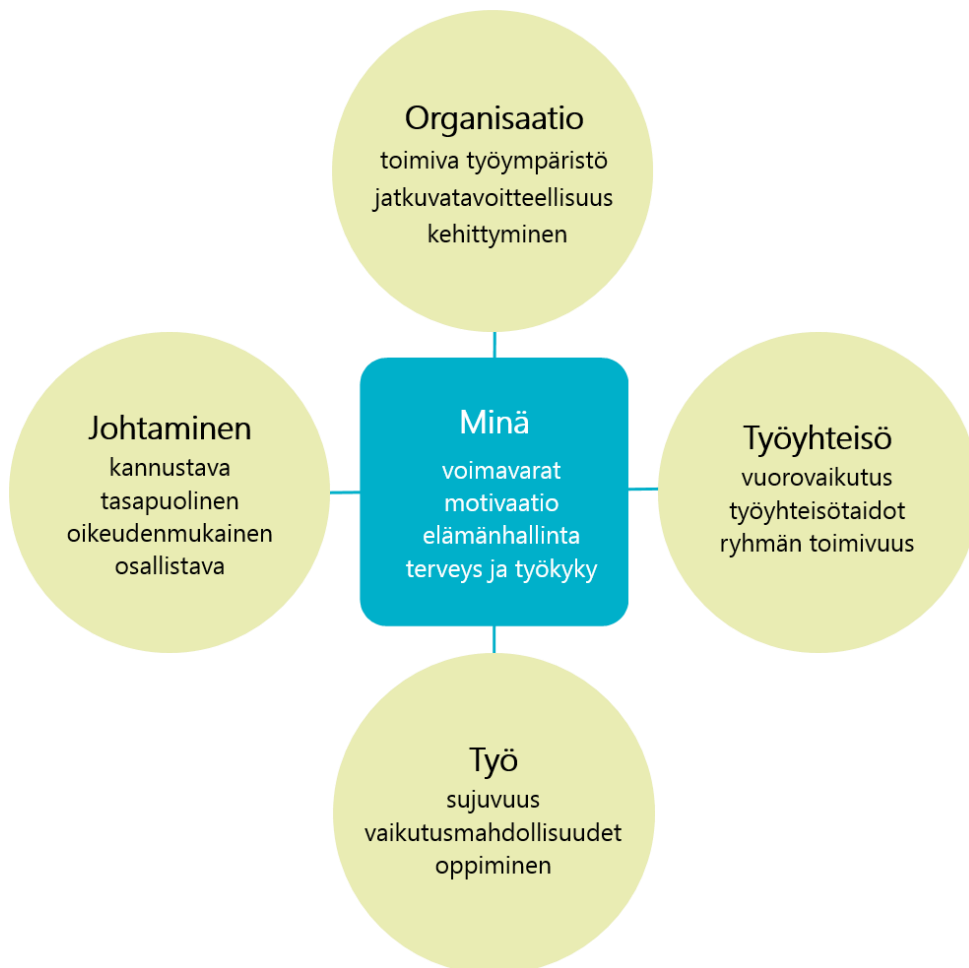 Organisaatio
toimiva työympäristö
jatkuvatavoitteellisuus
kehittyminen
Johtaminen
kannustava
tasapuolinen
oikeudenmukainen
osallistava
Minä
voimavarat
motivaatio
elämänhallinta
terveys ja työkyky
Työyhteisö
vuorovaikutus
työyhteisötaidot
ryhmän toimivuus
Työ
sujuvuus
vaikutusmahdollisuudet
oppiminen